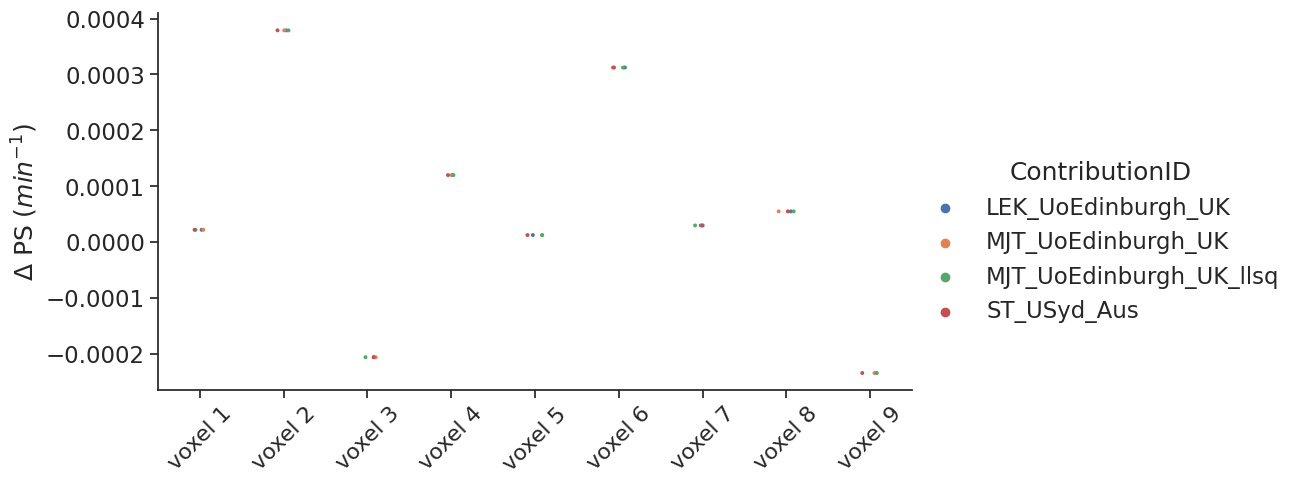 0.0004
0.0003
0.0002
0.0001
0.0000
−0.0001
−0.0002
Δ PS (min⁻¹)
voxel 1
voxel 2
voxel 3
voxel 4
voxel 5
voxel 6
voxel 7
voxel 8
voxel 9
ContributionID
LEK_UoEdinburgh_UK
MJT_UoEdinburgh_UK
MJT_UoEdinburgh_UK_llsq
ST_USyd_Aus